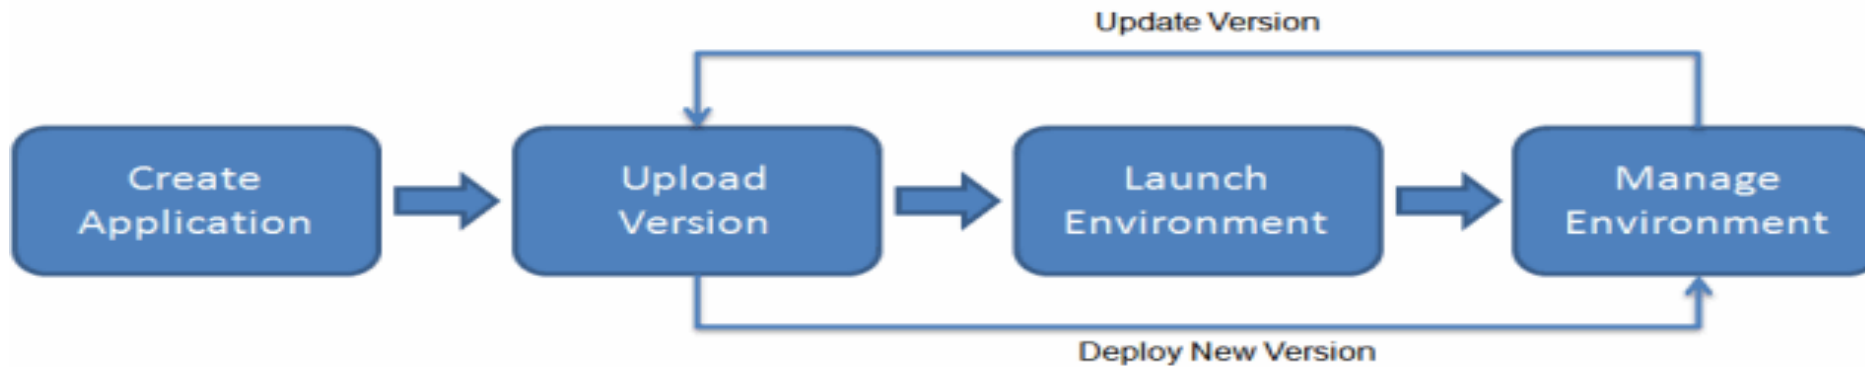 Update Version
Create
Application
Upload
Version
Launch
Environment
Manage
Environment
Deploy New Version